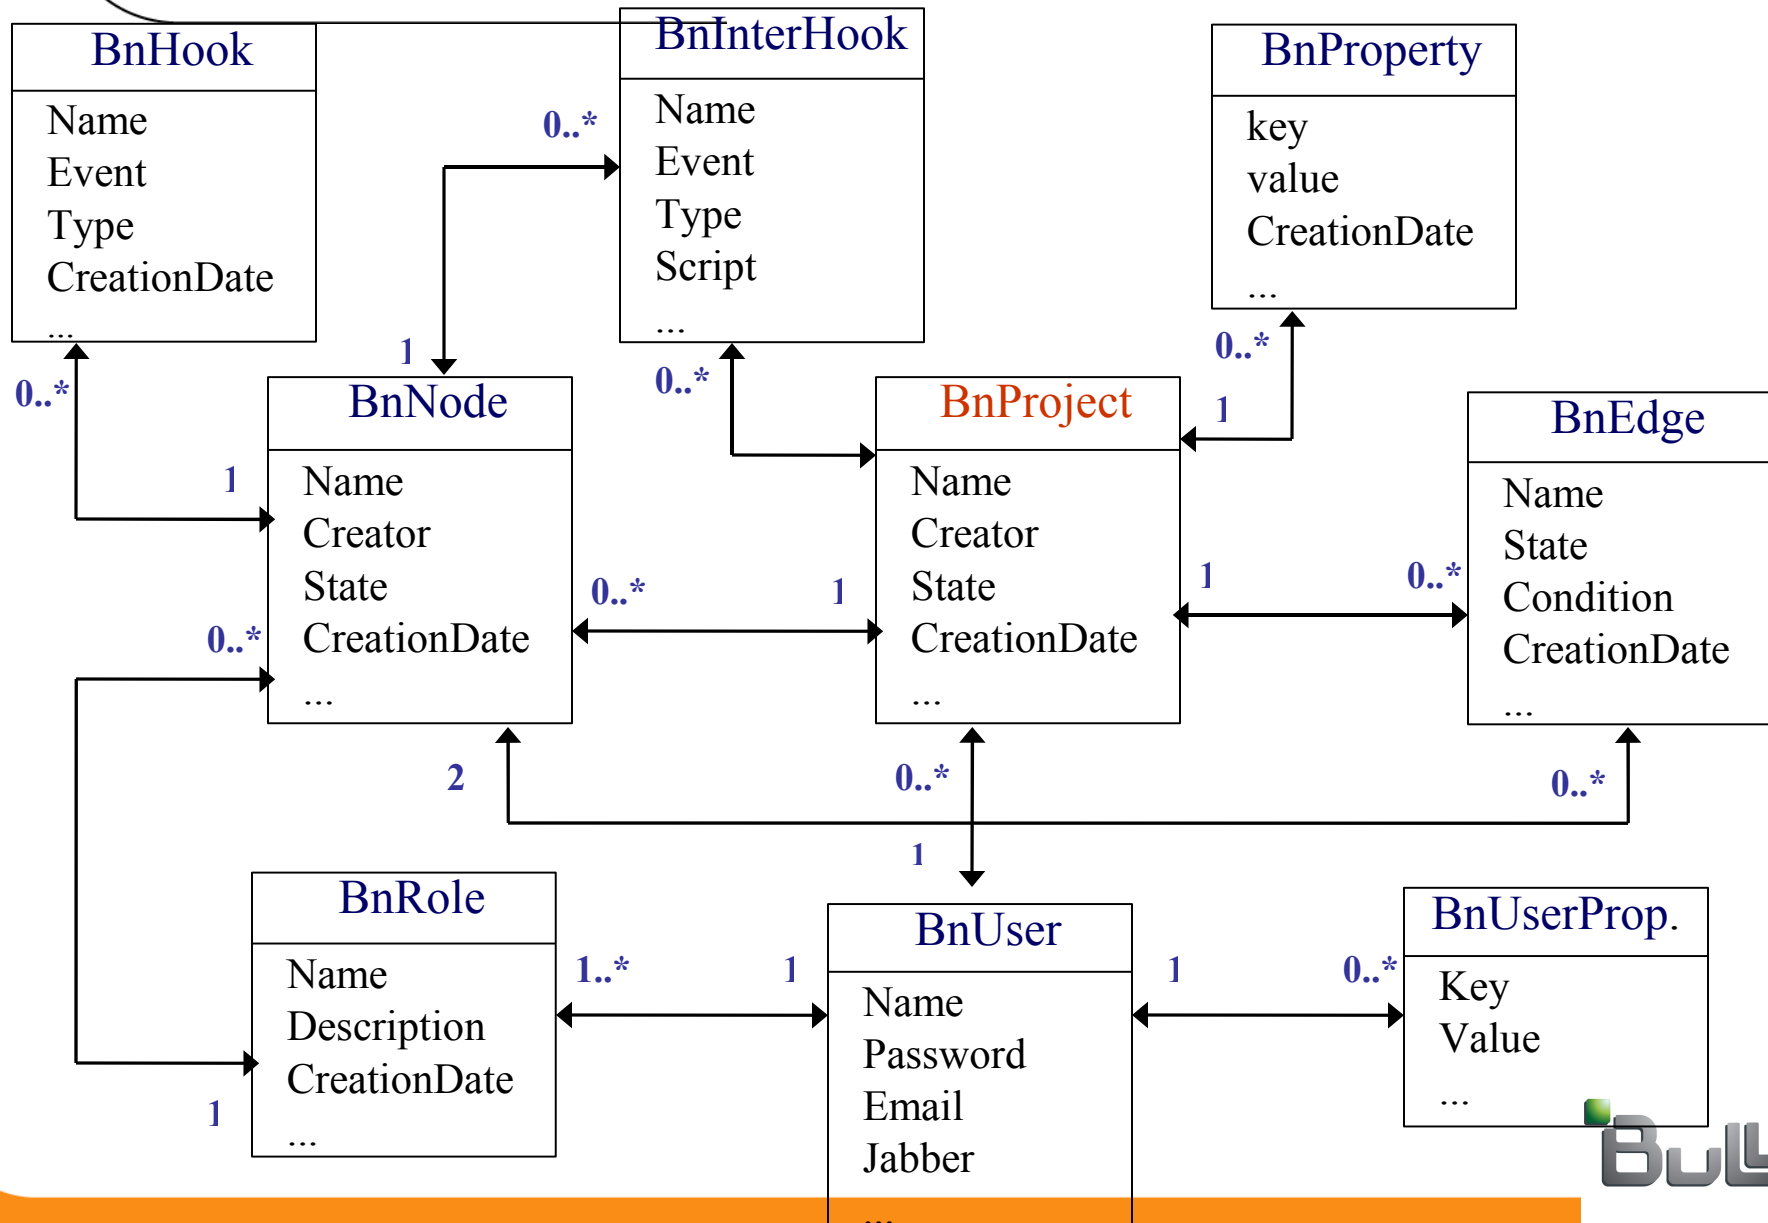 BnHook
Name
Event
Type
CreationDate
...
BnInterHook
Name
Event
Type
Script
...
BnProperty
key
value
CreationDate
...
0..*
1
0..*
0..*
1
0..*
1
BnNode
Name
Creator
State
CreationDate
...
BnProject
Name
Creator
State
CreationDate
...
BnEdge
Name
State
Condition
CreationDate
...
0..*
1
1
0..*
0..*
2
0..*
0..*
1
BnRole
Name
Description
CreationDate
...
1
1..*
1
BnUser
Name
Password
Email
Jabber
...
1
0..*
BnUserProp.
Key
Value
...
Bull